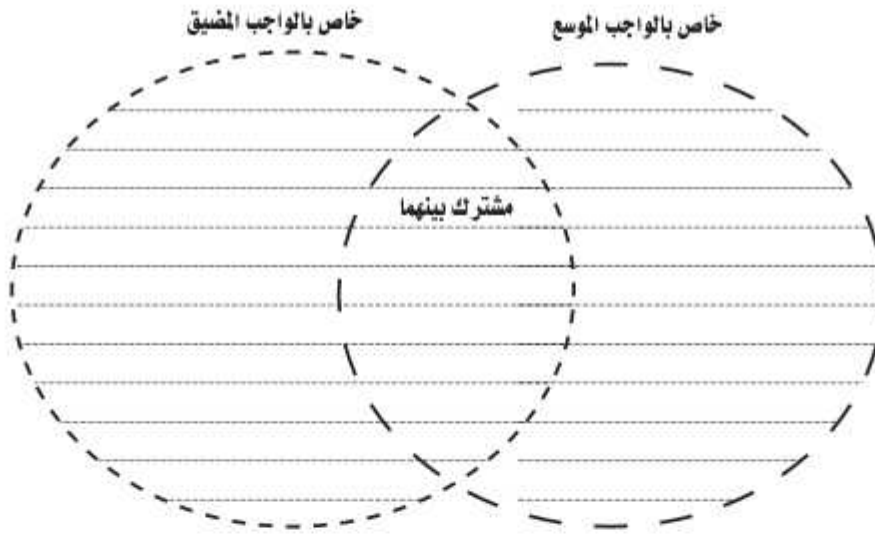 خاص بالواجب الموسع
خاص بالواجب المضيق
مشترك بينهما